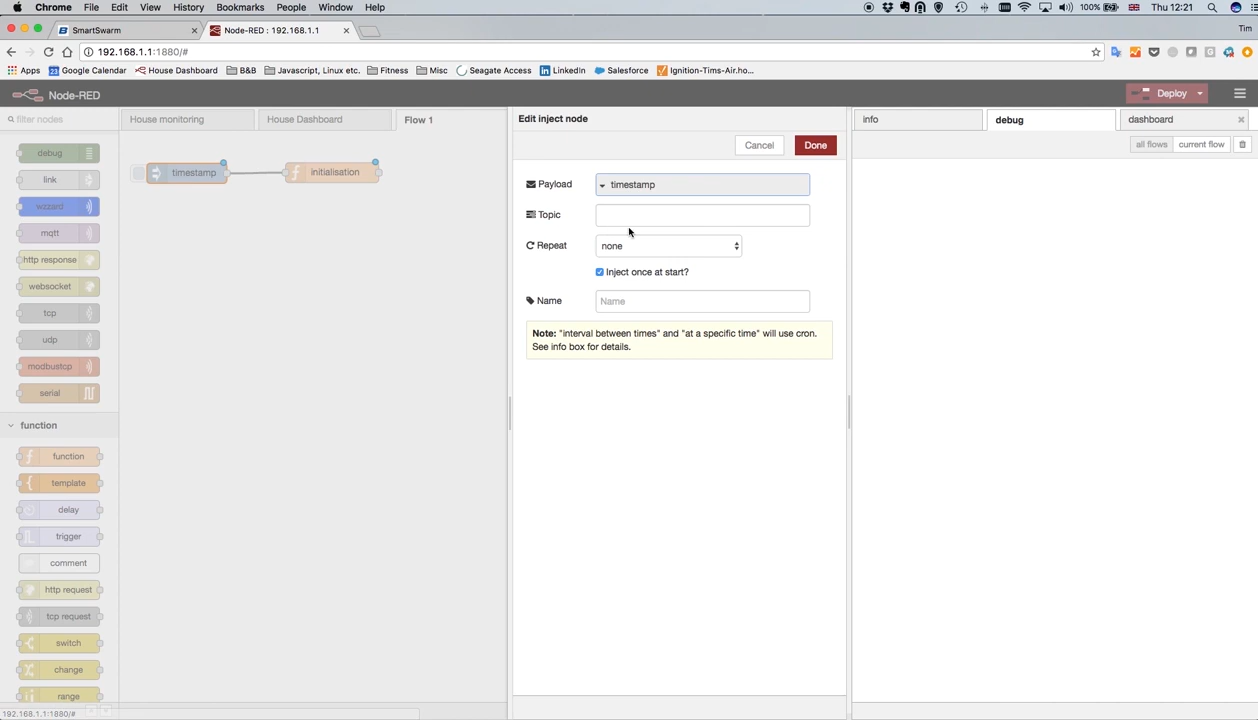 Chrome File Edit View History Bookmarks People Window Help 100% Thu 12:21
SmartSwarm Node-RED : 192.168.1.1 Tim
192.168.1.1:1880/#
Apps Google Calendar House Dashboard B&B Javascript, Linux etc. Fitness Misc Seagate Access LinkedIn Salesforce Ignition-Tims-Air.ho...
Node-RED Deploy
filter nodes House monitoring House Dashboard Flow 1 Edit inject node info debug dashboard
Cancel Done all flows current flow
debug
timestamp initialisation
link
wizzard
mqtt
http response
websocket
tcp
udp
modbustcp
serial
function
function
template
delay
trigger
comment
http request
tcp request
switch
change
range
192.168.1.1:1880/#
Payload timestamp
Topic
Repeat none
Inject once at start?
Name Name
Note: "interval between times" and "at a specific time" will use cron.
See info box for details.